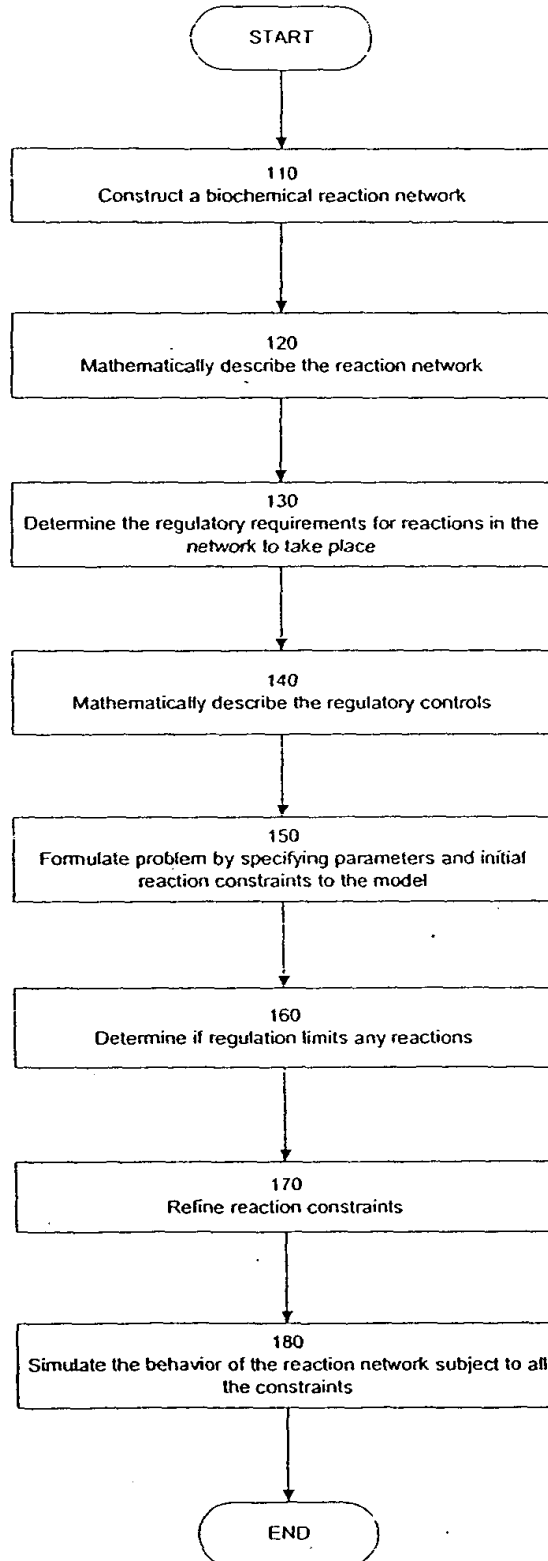 START
110
Construct a biochemical reaction network
120
Mathematically describe the reaction network
130
Determine the regulatory requirements for reactions in the
network to take place
140
Mathematically describe the regulatory controls
150
Formulate problem by specifying parameters and initial
reaction constraints to the model
160
Determine if regulation limits any reactions
170
Refine reaction constraints
180
Simulate the behavior of the reaction network subject to all
the constraints
END